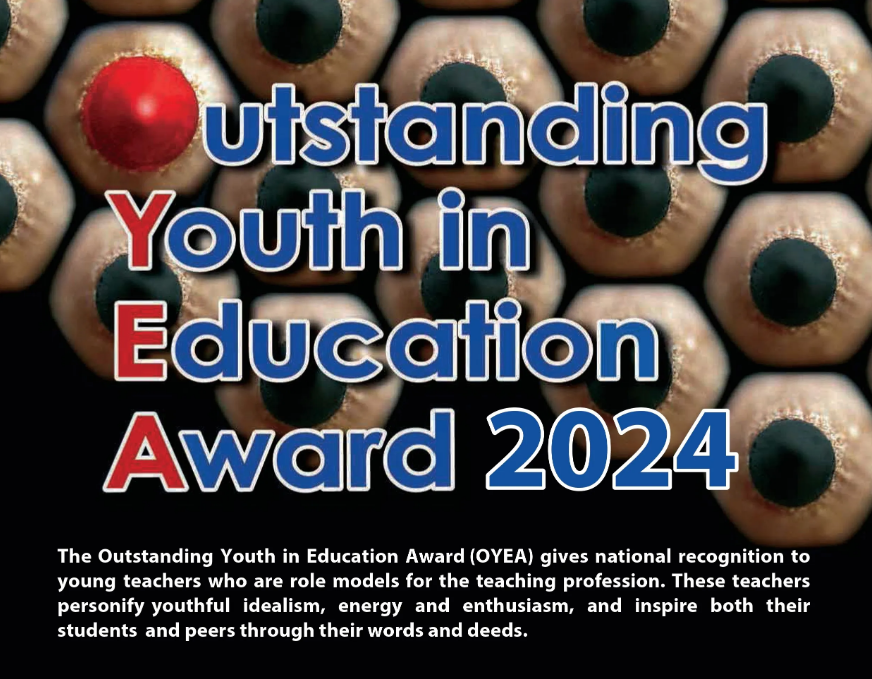 Outstanding
Youth in
Education
Award 2024
The Outstanding Youth in Education Award (OYEA) gives national recognition to
young teachers who are role models for the teaching profession. These teachers
personify youthful idealism, energy and enthusiasm, and inspire both their
students and peers through their words and deeds.